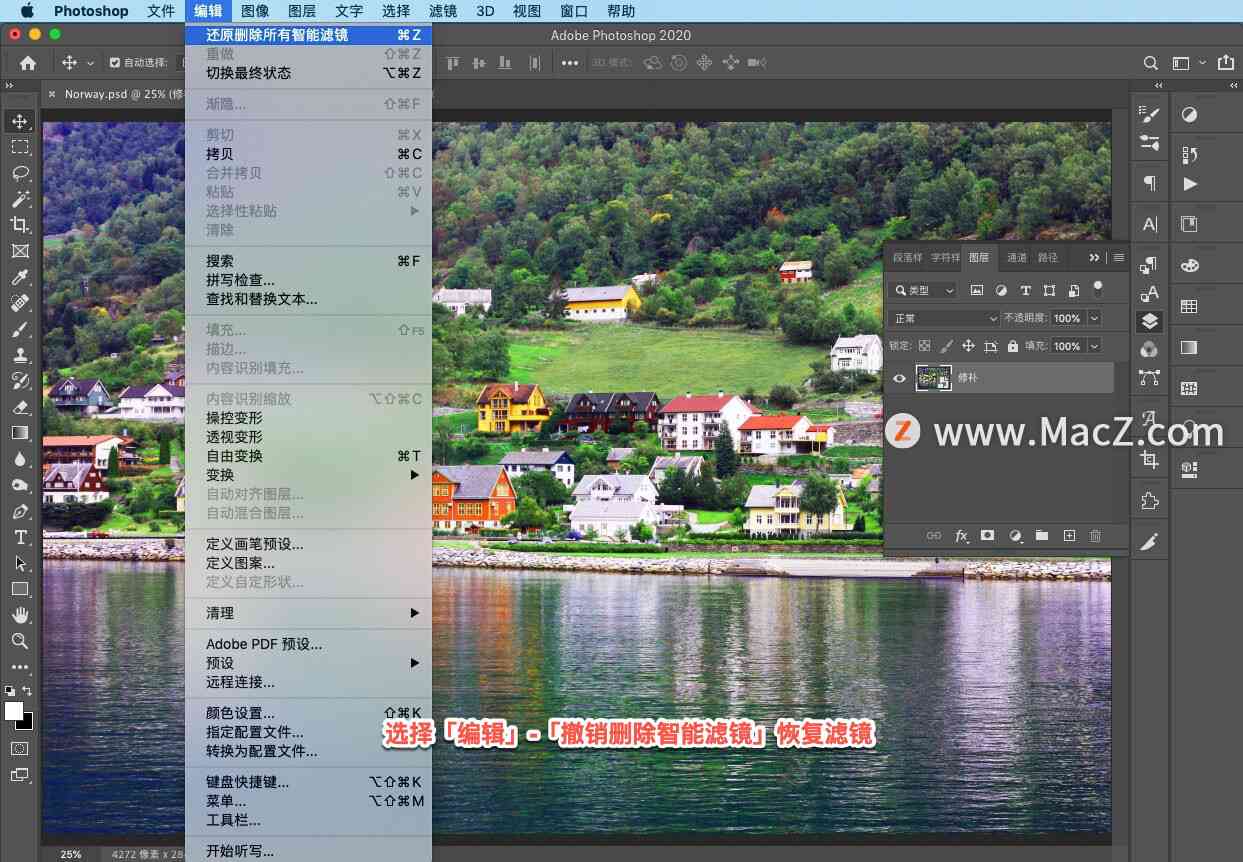 Photoshop 文件 编辑 图像 图层 文字 选择 滤镜 3D 视图 窗口 帮助
Adobe Photoshop 2020
自动选择:
3D 模式:
Norway.psd @ 25% (修
还原删除所有智能滤镜 ⌘Z
重做 ⇧⌘Z
切换最终状态 ⌥⌘Z
渐隐... ⇧⌘F
剪切 ⌘X
拷贝 ⌘C
合并拷贝 ⇧⌘C
粘贴 ⌘V
选择性粘贴
清除
搜索 ⌘F
拼写检查...
查找和替换文本...
填充... ⇧F5
描边...
内容识别填充...
内容识别缩放 ⌥⇧⌘C
操控变形
透视变形
自由变换 ⌘T
变换
自动对齐图层...
自动混合图层...
定义画笔预设...
定义图案...
定义自定形状...
清理
Adobe PDF 预设...
预设
远程连接...
颜色设置... ⇧⌘K
指定配置文件...
转换为配置文件...
键盘快捷键... ⌥⇧⌘K
菜单... ⌥⇧⌘M
工具栏...
开始听写...
段落样 字符样 图层 通道 路径
类型
正常 不透明度: 100%
锁定: 填充: 100%
修补
fx
www.MacZ.com
选择「编辑」-「撤销删除智能滤镜」恢复滤镜
25% 4272 像素 x 28